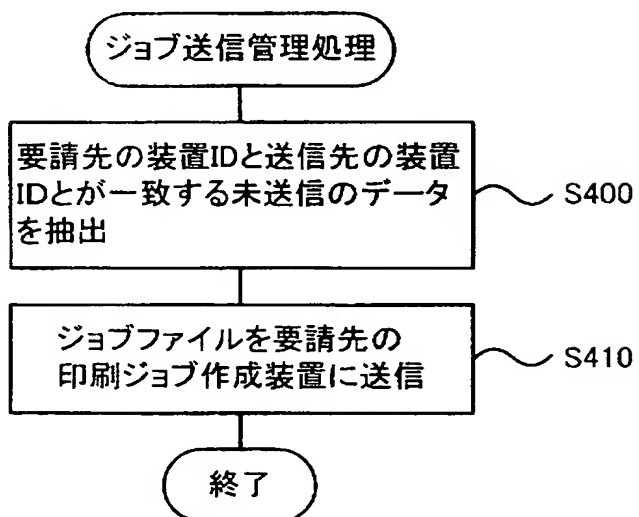 ジョブ送信管理処理
要請先の装置IDと送信先の装置
IDとが一致する未送信のデータ
を抽出
S400
ジョブファイルを要請先の
印刷ジョブ作成装置に送信
S410
終了